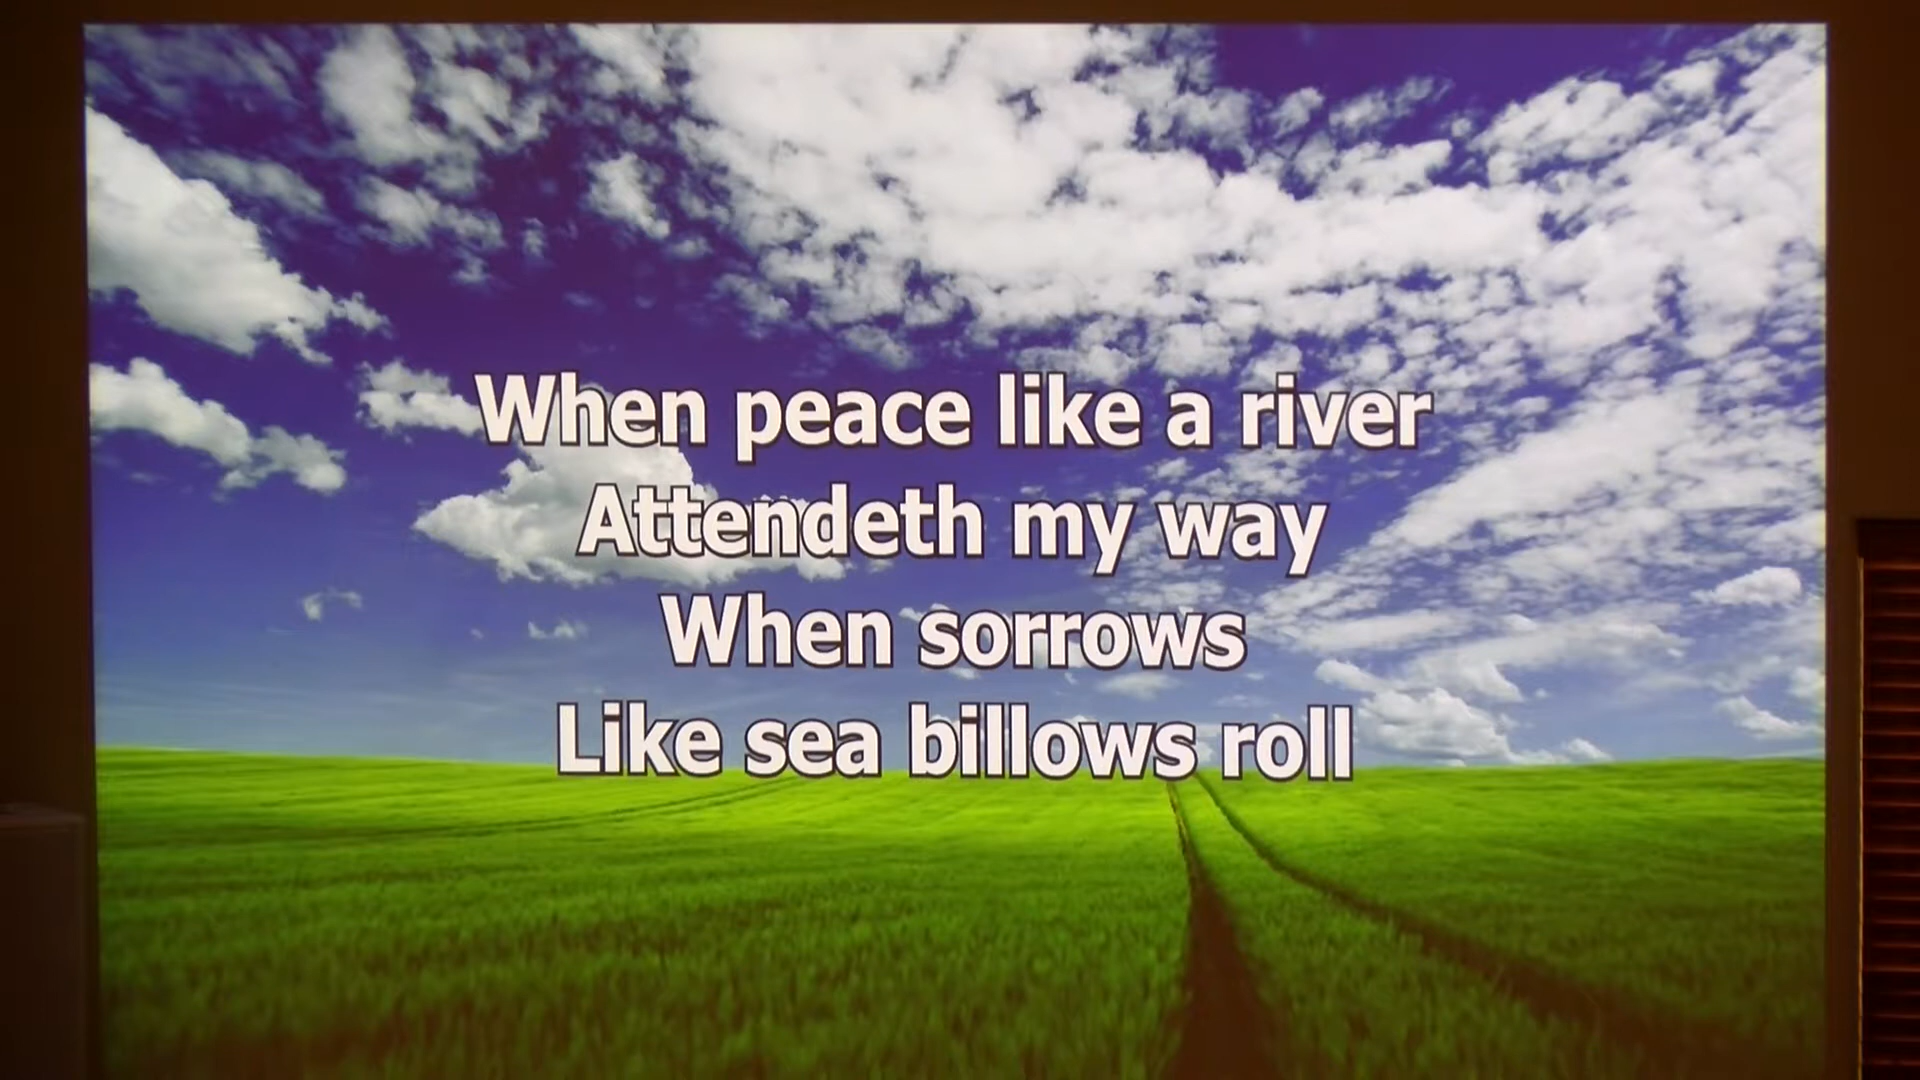 When peace like a river
Attendeth my way
When sorrows
Like sea billows roll